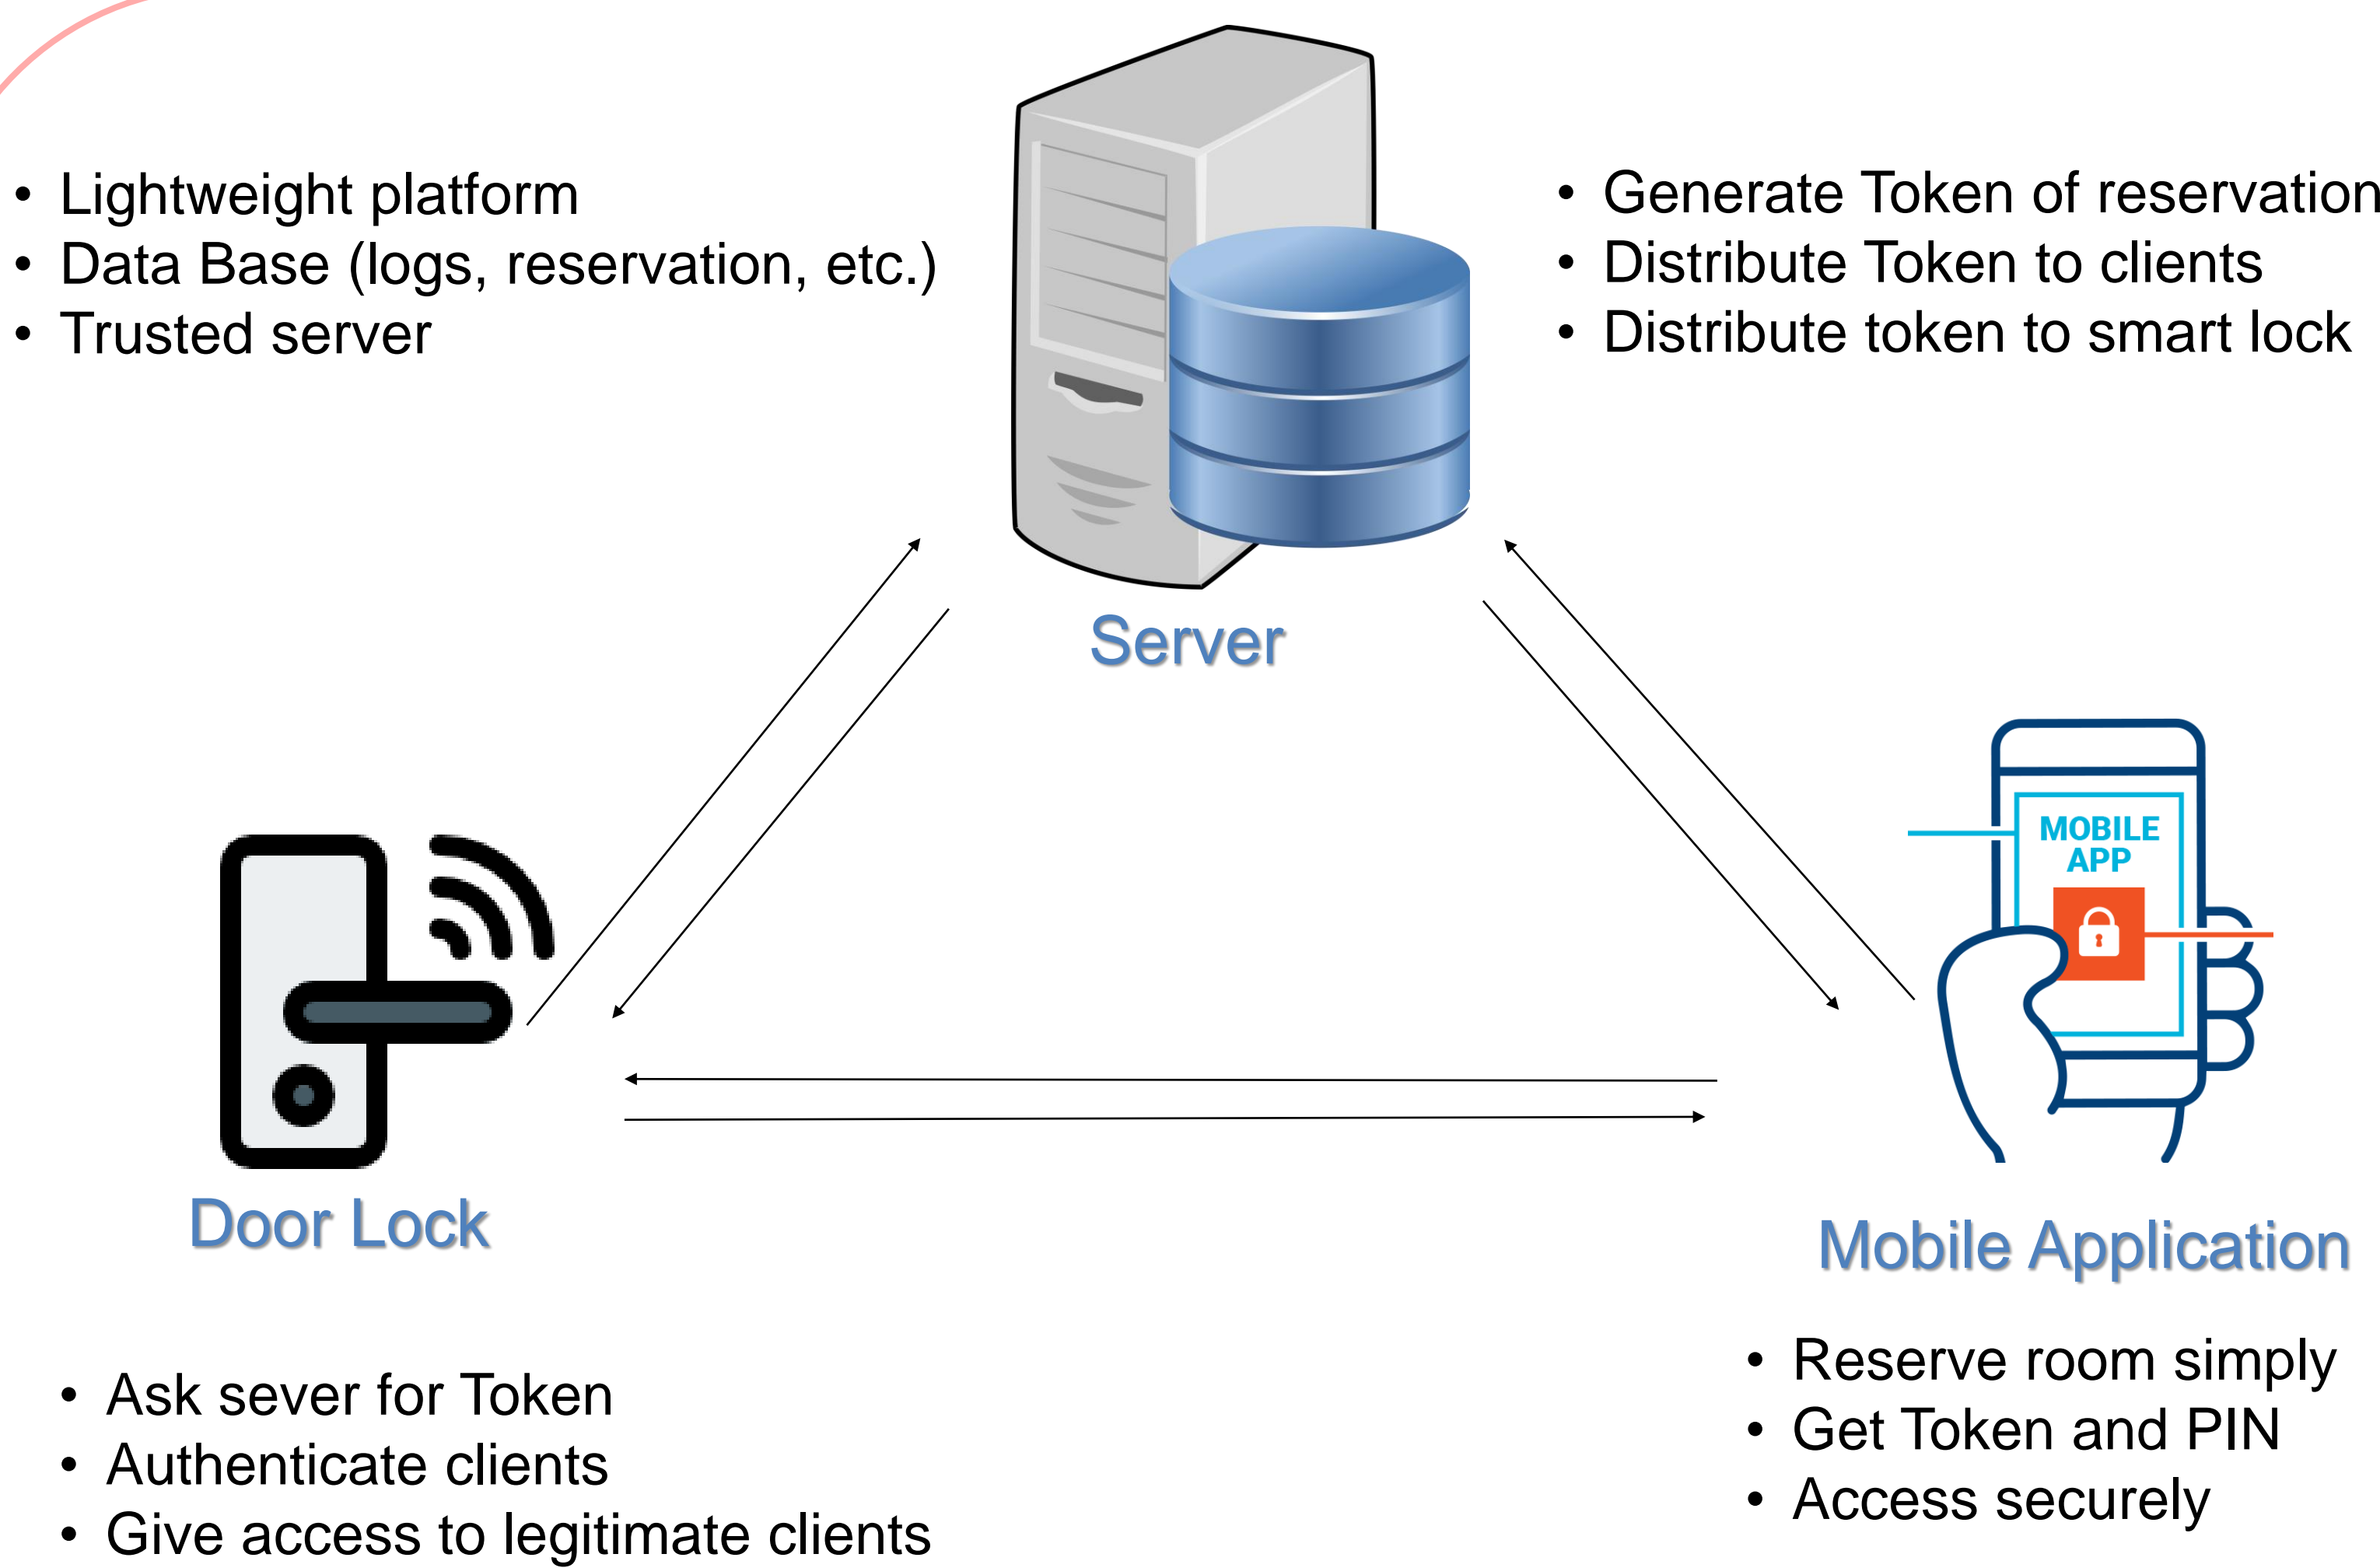 • Lightweight platform
• Data Base (logs, reservation, etc.)
• Trusted server
• Generate Token of reservation
• Distribute Token to clients
• Distribute token to smart lock
Server
MOBILE
APP
Door Lock
Mobile Application
• Ask sever for Token
• Authenticate clients
• Give access to legitimate clients
• Reserve room simply
• Get Token and PIN
• Access securely